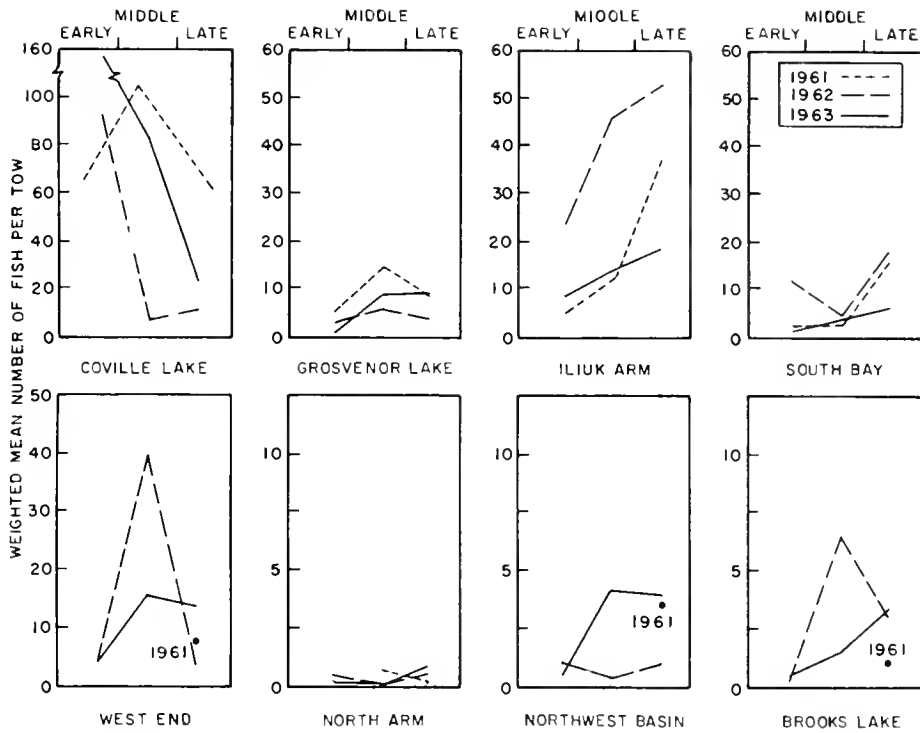 MIDDLE
EARLY LATE
MIDDLE
EARLY LATE
MIOOLE
EARLY LATE
MIDDLE
EARLY LATE
WEIGHTED MEAN NUMBER OF FISH PER TOW
160
100
80
60
40
20
0
COVILLE LAKE
60
50
40
30
20
10
0
GROSVENOR LAKE
60
50
40
30
20
10
0
ILIUK ARM
60
50
40
30
20
10
0
1961
1962
1963
SOUTH BAY
50
40
30
20
10
0
1961
WEST END
10
5
0
NORTH ARM
10
5
0
1961
NORTHWEST BASIN
10
5
0
1961
BROOKS LAKE